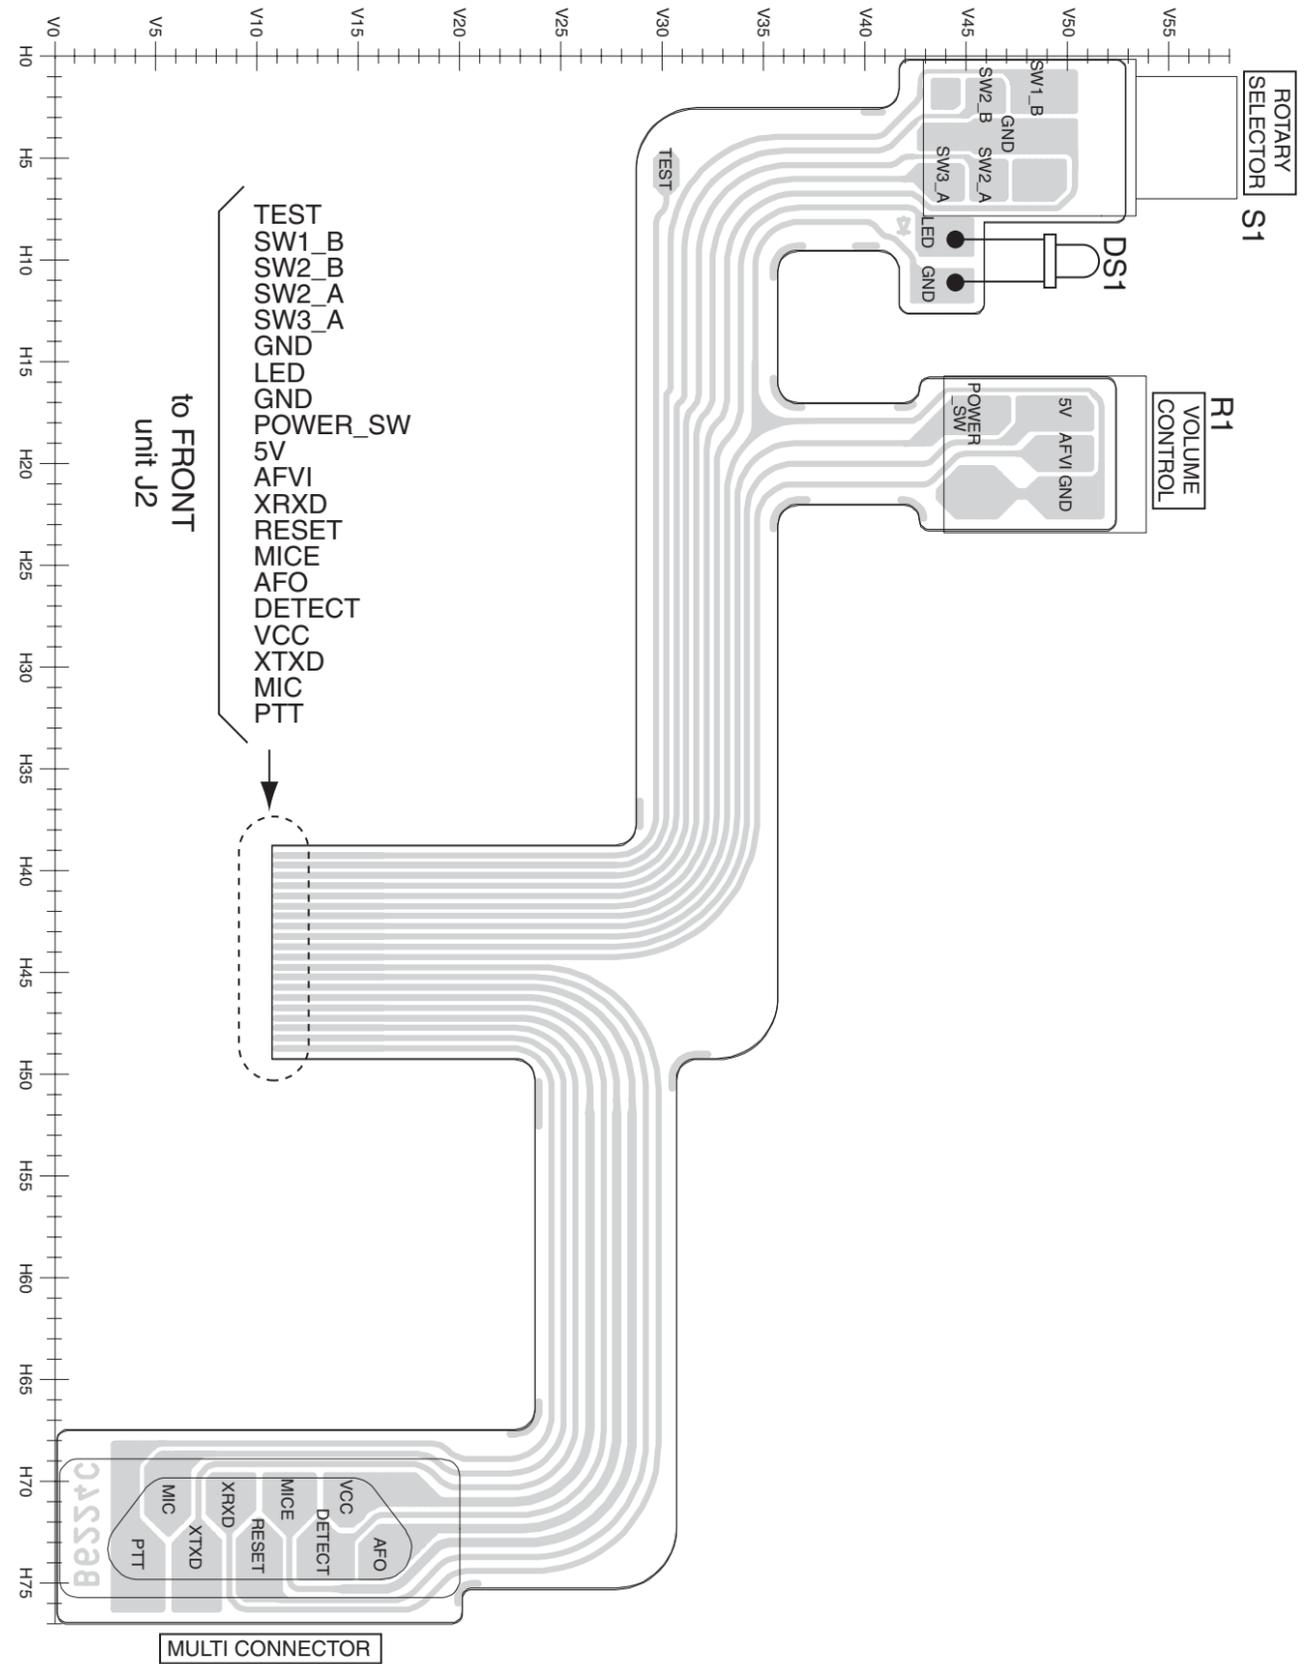 V0
V5
V10
V15
V20
V25
V30
V35
V40
V45
V50
V55
H0
H5
H10
H15
H20
H25
H30
H35
H40
H45
H50
H55
H60
H65
H70
H75
ROTARY
SELECTOR
S1
SW1_B
SW2_B
GND
SW2_A
SW3_A
TEST
LED
GND
DS1
R1
VOLUME
CONTROL
POWER
_SW
5V
AFVI
GND
TEST
SW1_B
SW2_B
SW2_A
SW3_A
GND
LED
GND
POWER_SW
5V
AFVI
XRXD
RESET
MICE
AFO
DETECT
VCC
XTXD
MIC
PTT
to FRONT
unit J2
B6224C
MIC
XRXD
MICE
VCC
PTT
XTXD
RESET
DETECT
AFO
MULTI CONNECTOR